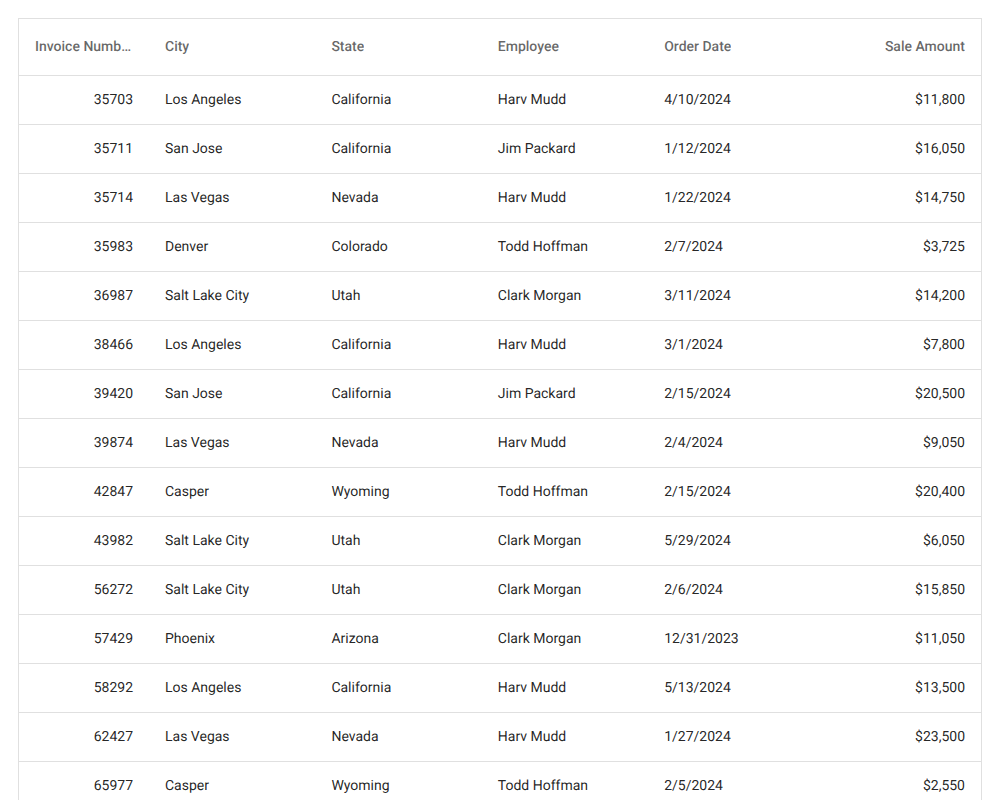 Invoice Numb... City State Employee Order Date Sale Amount
35703 Los Angeles California Harv Mudd 4/10/2024 $11,800
35711 San Jose California Jim Packard 1/12/2024 $16,050
35714 Las Vegas Nevada Harv Mudd 1/22/2024 $14,750
35983 Denver Colorado Todd Hoffman 2/7/2024 $3,725
36987 Salt Lake City Utah Clark Morgan 3/11/2024 $14,200
38466 Los Angeles California Harv Mudd 3/1/2024 $7,800
39420 San Jose California Jim Packard 2/15/2024 $20,500
39874 Las Vegas Nevada Harv Mudd 2/4/2024 $9,050
42847 Casper Wyoming Todd Hoffman 2/15/2024 $20,400
43982 Salt Lake City Utah Clark Morgan 5/29/2024 $6,050
56272 Salt Lake City Utah Clark Morgan 2/6/2024 $15,850
57429 Phoenix Arizona Clark Morgan 12/31/2023 $11,050
58292 Los Angeles California Harv Mudd 5/13/2024 $13,500
62427 Las Vegas Nevada Harv Mudd 1/27/2024 $23,500
65977 Casper Wyoming Todd Hoffman 2/5/2024 $2,550